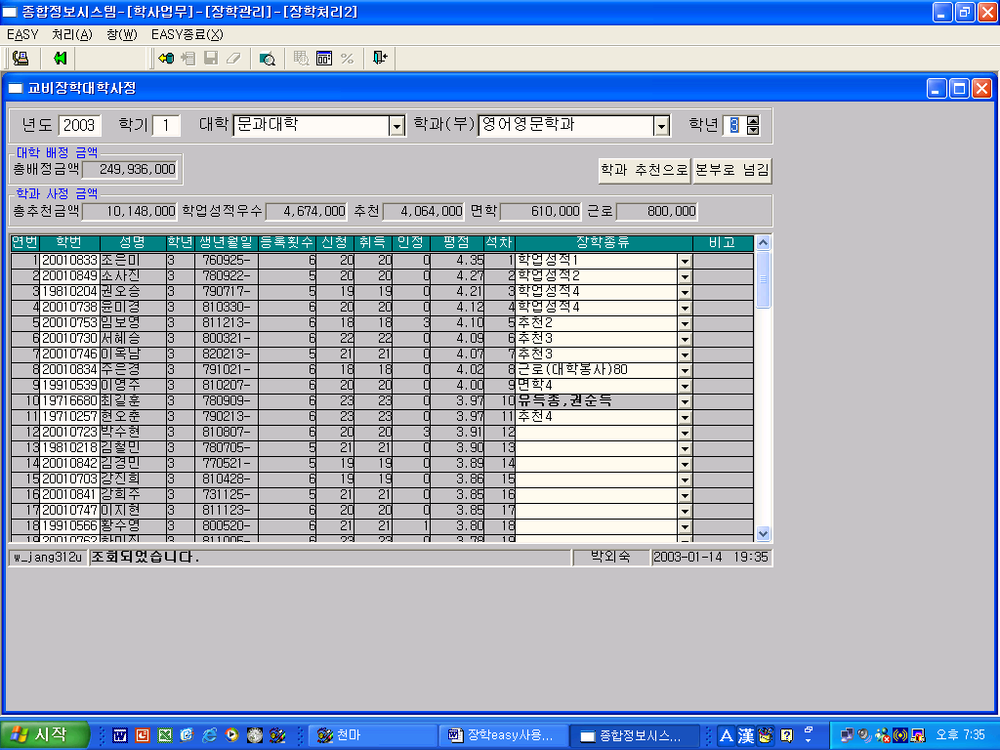 종합정보시스템-[학사업무]-[장학관리]-[장학처리2]
EASY 처리(A) 창(W) EASY종료(X)
교비장학대학사정
년도 2003 학기 1 대학 문과대학 학과(부) 영어영문학과 학년 3
대학 배정 금액
총배정금액 249,936,000 학과 추천으로 본부로 넘김
학과 사정 금액
총추천금액 10,148,000 학업성적우수 4,674,000 추천 4,064,000 면학 610,000 근로 800,000
연번 학번 성명 학년 생년월일 등록횟수 신청 취득 인정 평점 석차 장학종류 비고
1 20010833 조은미 3 760925- 6 20 20 0 4.35 1 학업성적1
2 20010849 소사진 3 780922- 5 20 20 0 4.27 2 학업성적2
3 19810204 권오승 3 790717- 5 19 19 0 4.21 3 학업성적4
4 20010738 윤미경 3 810330- 6 20 20 0 4.12 4 학업성적4
5 20010753 임보영 3 811213- 6 18 18 3 4.10 5 추천2
6 20010730 서혜승 3 800321- 6 22 22 0 4.09 6 추천3
7 20010746 이목남 3 820213- 5 21 21 0 4.07 7 추천3
8 20010834 주은경 3 791021- 6 18 18 0 4.02 8 근로(대학봉사)80
9 19910539 이영주 3 810207- 6 20 20 0 4.00 9 면학4
10 19716680 최길훈 3 780909- 6 23 23 0 3.97 10 유득종,권순득
11 19710257 현오춘 3 790213- 6 23 23 0 3.97 11 추천4
12 20010723 박수현 3 810807- 6 20 20 3 3.91 12
13 19810218 김철민 3 780705- 5 21 21 0 3.90 13
14 20010842 김경민 3 770521- 5 19 19 0 3.89 14
15 20010703 강진희 3 810428- 6 19 19 0 3.86 15
16 20010841 강희주 3 731125- 5 21 21 0 3.85 16
17 20010747 이지현 3 811123- 6 20 20 0 3.85 17
18 19910566 황수영 3 800520- 6 21 21 1 3.80 18
19 20010762 하미진 3 811005- 6 23 23 0 3.78 19
w_jang312u 조회되었습니다. 박외숙 2003-01-14 19:35
시작 천마 장학easy사용... 종합정보시스... A 漢 오후 7:35